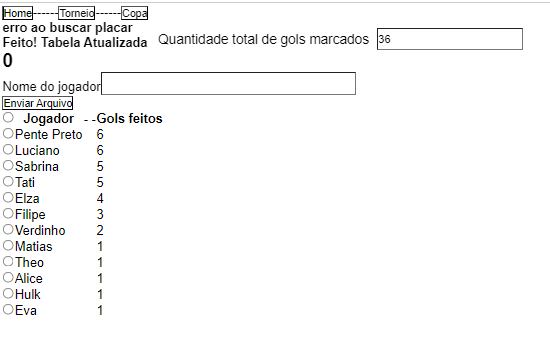 Home------Torneio------Copa
erro ao buscar placar
Feito! Tabela Atualizada Quantidade total de gols marcados 36
0
Nome do jogador
Enviar Arquivo
Jogador - -Gols feitos
Pente Preto 6
Luciano 6
Sabrina 5
Tati 5
Elza 4
Filipe 3
Verdinho 2
Matias 1
Theo 1
Alice 1
Hulk 1
Eva 1